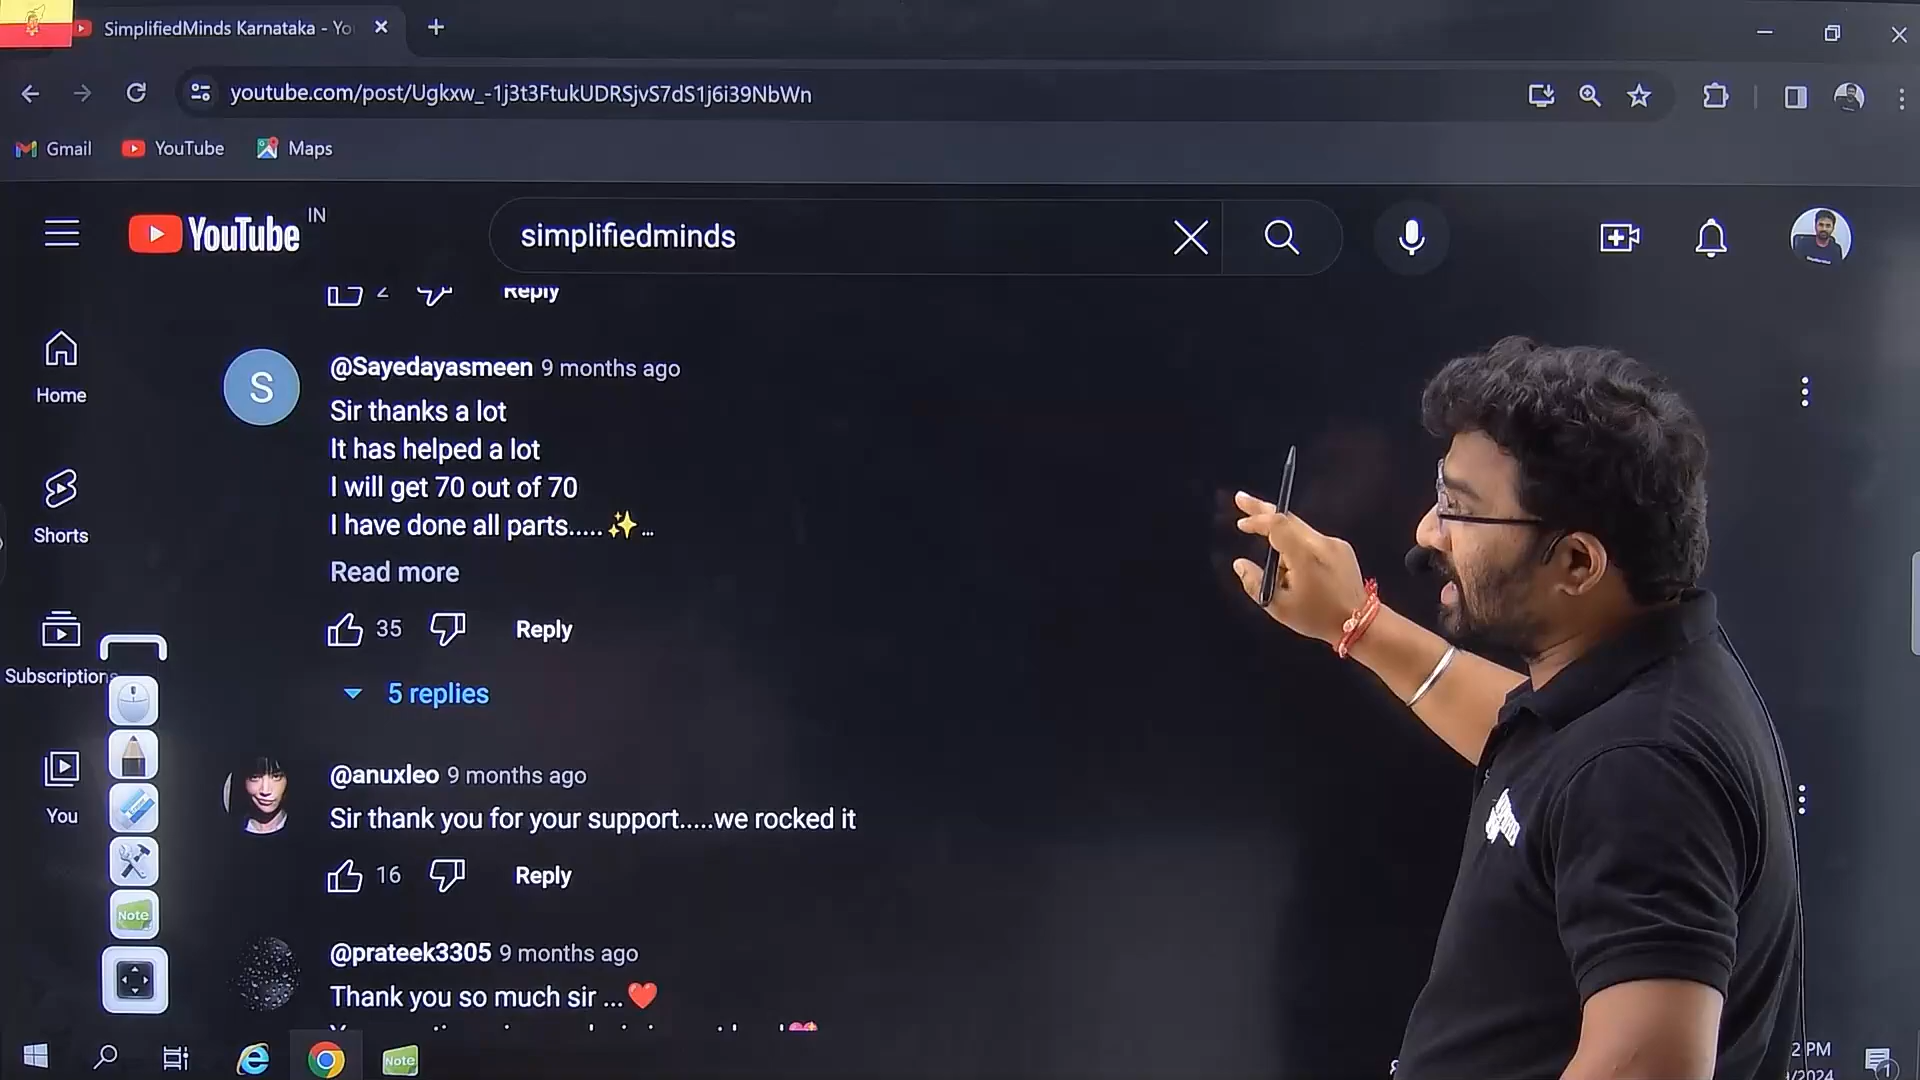 SimplifiedMinds Karnataka - Yo
youtube.com/post/Ugkxw_-1j3t3FtukUDRSjvS7dS1j6i39NbWn
Gmail
YouTube
Maps
YouTube
IN
simplifiedminds
2
Reply
Home
@Sayedayasmeen 9 months ago
Sir thanks a lot
It has helped a lot
I will get 70 out of 70
I have done all parts.....✨...
Read more
35
Reply
5 replies
Shorts
Subscriptions
You
@anuxleo 9 months ago
Sir thank you for your support.....we rocked it
16
Reply
@prateek3305 9 months ago
Thank you so much sir ...❤️
S
Note
Note
2 PM
/2024
1